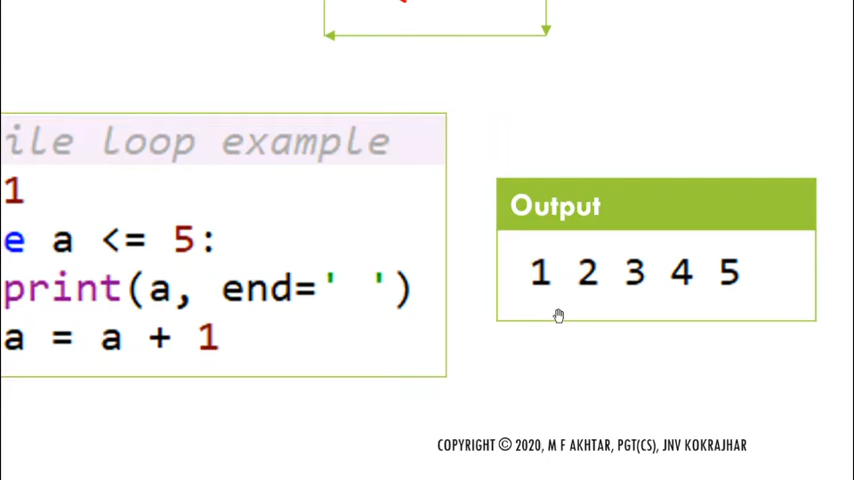 ile loop example
1
e a <= 5:
print(a, end=' ')
a = a + 1
Output
1 2 3 4 5
COPYRIGHT © 2020, M F AKHTAR, PGT(CS), JNV KOKRAJHAR